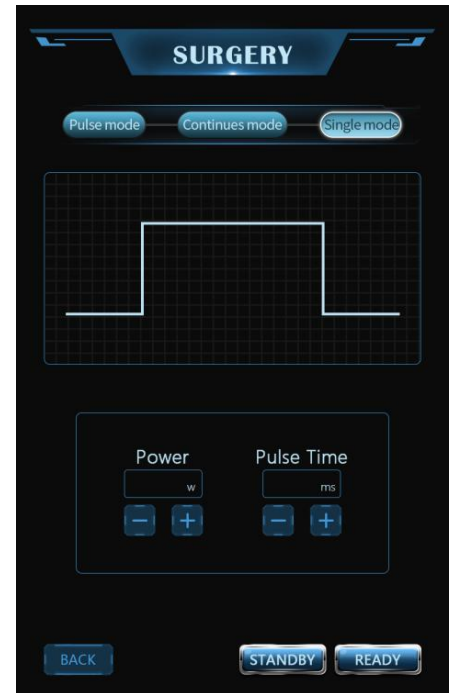 SURGERY
Pulse mode Continues mode Single mode
Power Pulse Time
w ms
− + − +
BACK STANDBY READY